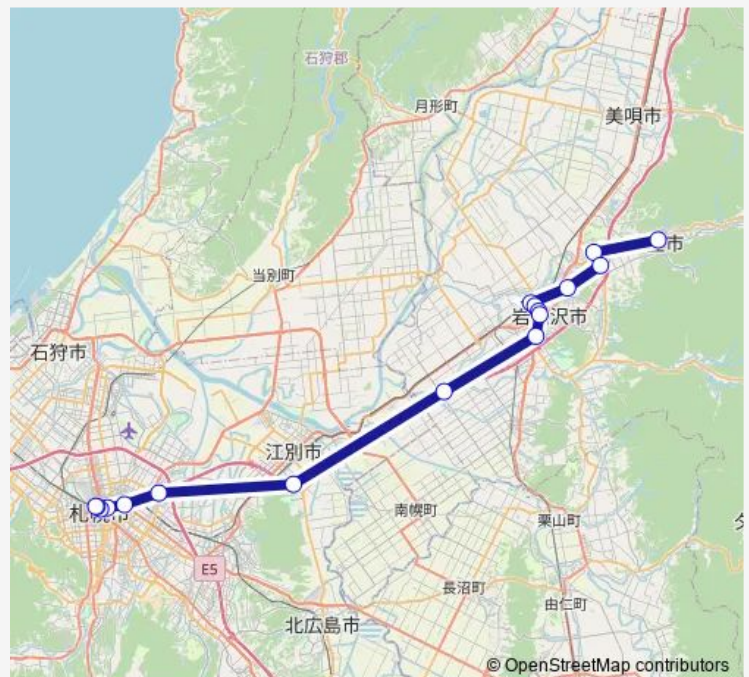 石狩郡
月形町
美唄市
当別町
市
岩 沢市
石狩市
江別市
札幌市
南幌町
栗山町
E5
長沼町
由仁町
北広島市
© OpenStreetMap contributors